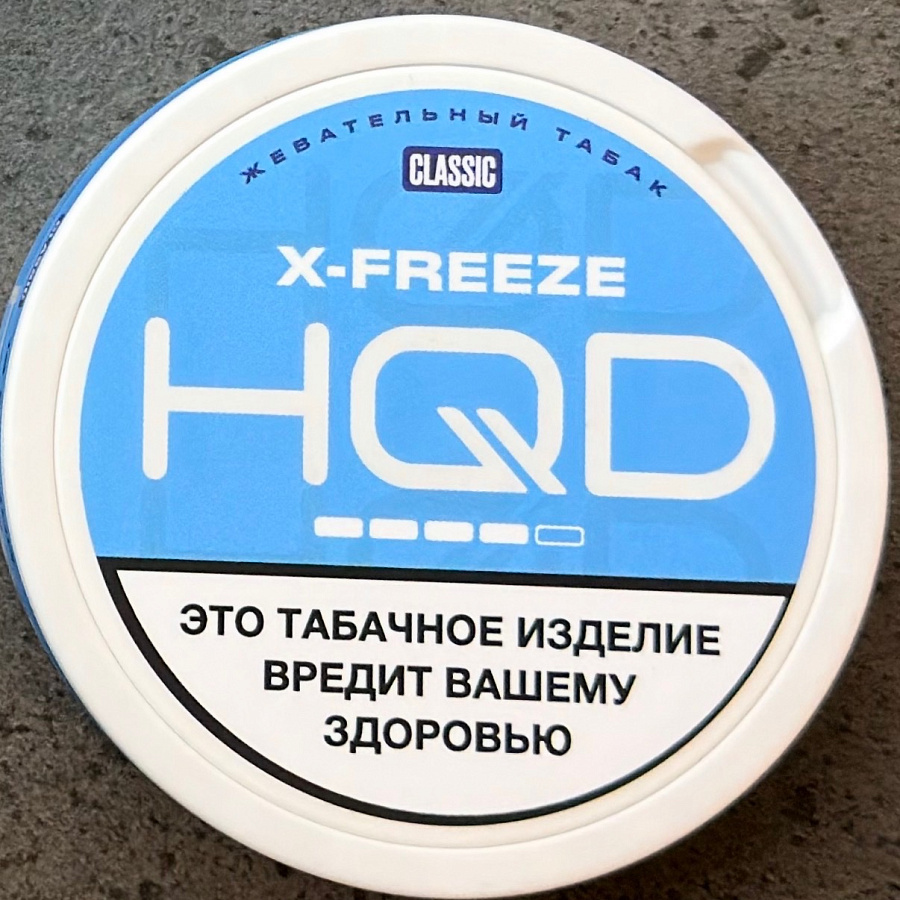 ЖЕВАТЕЛЬНЫЙ ТАБАК
CLASSIC
X-FREEZE
HQD
ЭТО ТАБАЧНОЕ ИЗДЕЛИЕ
ВРЕДИТ ВАШЕМУ
ЗДОРОВЬЮ